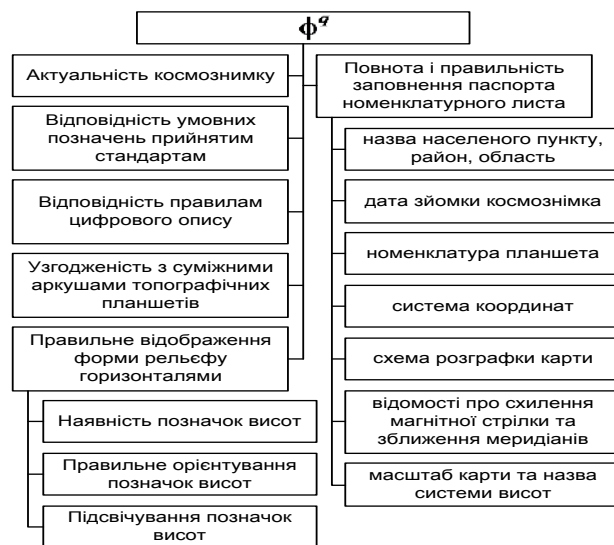 Φq
Актуальність космознимку
Відповідність умовних
позначень прийнятим
стандартам
Відповідність правилам
цифрового опису
Узгодженість з суміжними
аркушами топографічних
планшетів
Правильне відображення
форми рельєфу
горизонталями
Наявність позначок висот
Правильне орієнтування
позначок висот
Підсвічування позначок
висот
Повнота і правильність
заповнення паспорта
номенклатурного листа
назва населеного пункту,
район, область
дата зйомки космознімка
номенклатура планшета
система координат
схема розграфки карти
відомості про схилення
магнітної стрілки та
зближення меридіанів
масштаб карти та назва
системи висот